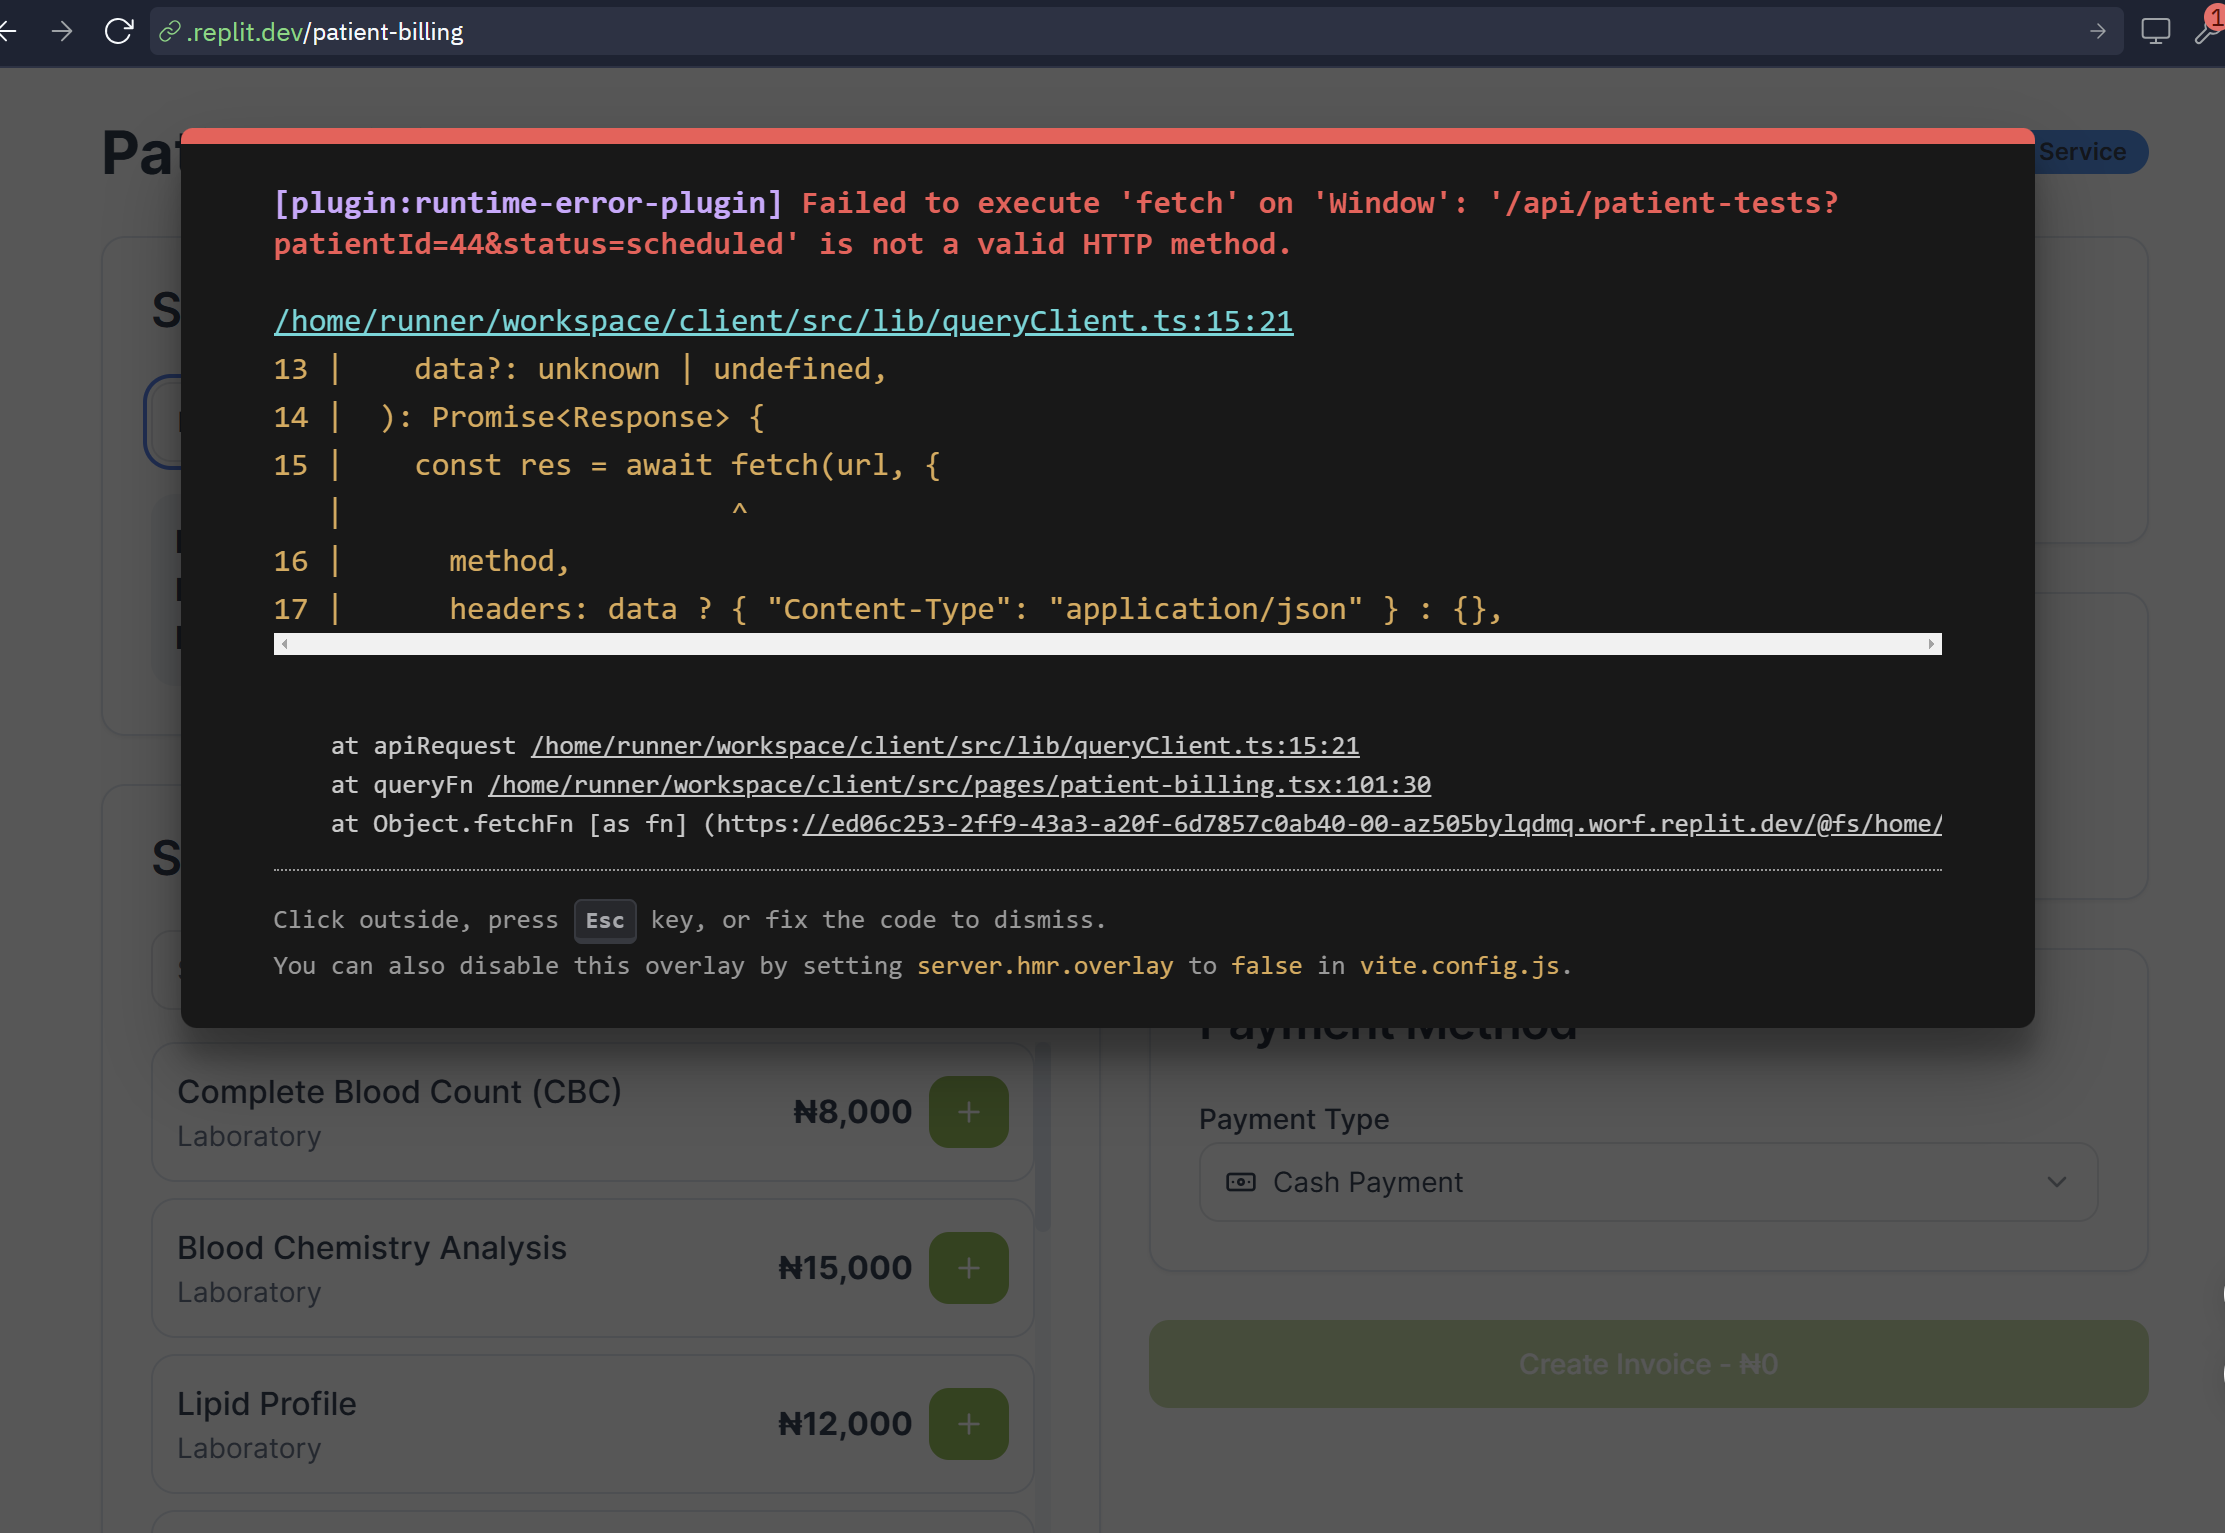 .replit.dev/patient-billing
1
Pat
Service
[plugin:runtime-error-plugin] Failed to execute 'fetch' on 'Window': '/api/patient-tests?
patientId=44&status=scheduled' is not a valid HTTP method.
/home/runner/workspace/client/src/lib/queryClient.ts:15:21
13 |    data?: unknown | undefined,
14 |  ): Promise<Response> {
15 |    const res = await fetch(url, {
   |                      ^
16 |      method,
17 |      headers: data ? { "Content-Type": "application/json" } : {},
at apiRequest /home/runner/workspace/client/src/lib/queryClient.ts:15:21
at queryFn /home/runner/workspace/client/src/pages/patient-billing.tsx:101:30
at Object.fetchFn [as fn] (https://ed06c253-2ff9-43a3-a20f-6d7857c0ab40-00-az505bylqdmq.worf.replit.dev/@fs/home/
Click outside, press Esc key, or fix the code to dismiss.
You can also disable this overlay by setting server.hmr.overlay to false in vite.config.js.
Complete Blood Count (CBC)
Laboratory
₦8,000
Blood Chemistry Analysis
Laboratory
₦15,000
Lipid Profile
Laboratory
₦12,000
Payment Method
Payment Type
Cash Payment
Create Invoice - ₦0